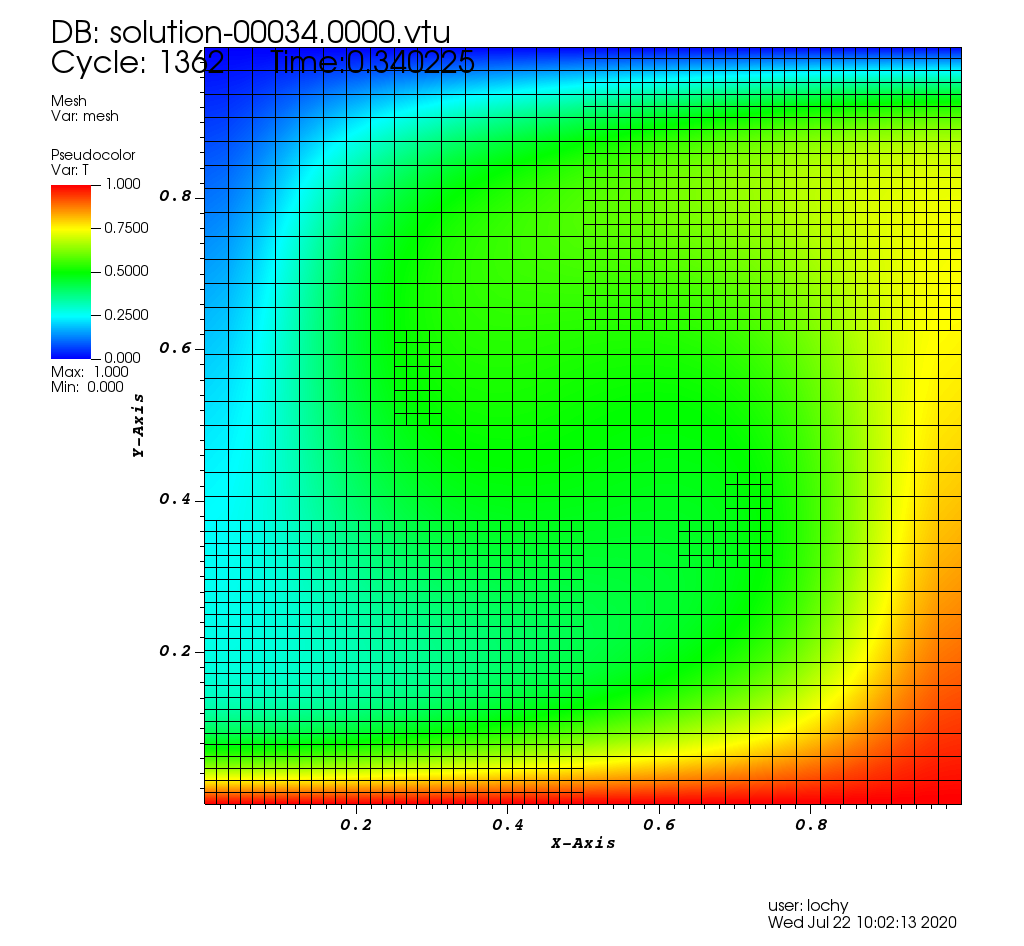 DB: solution-00034.0000.vtu
Cycle: 1362 Time:0.340225
Mesh
Var: mesh
Pseudocolor
Var: T
1.000
0.7500
0.5000
0.2500
0.000
Max: 1.000
Min: 0.000
Y-Axis
0.8
0.6
0.4
0.2
0.2 0.4 0.6 0.8
X-Axis
user: lochy
Wed Jul 22 10:02:13 2020